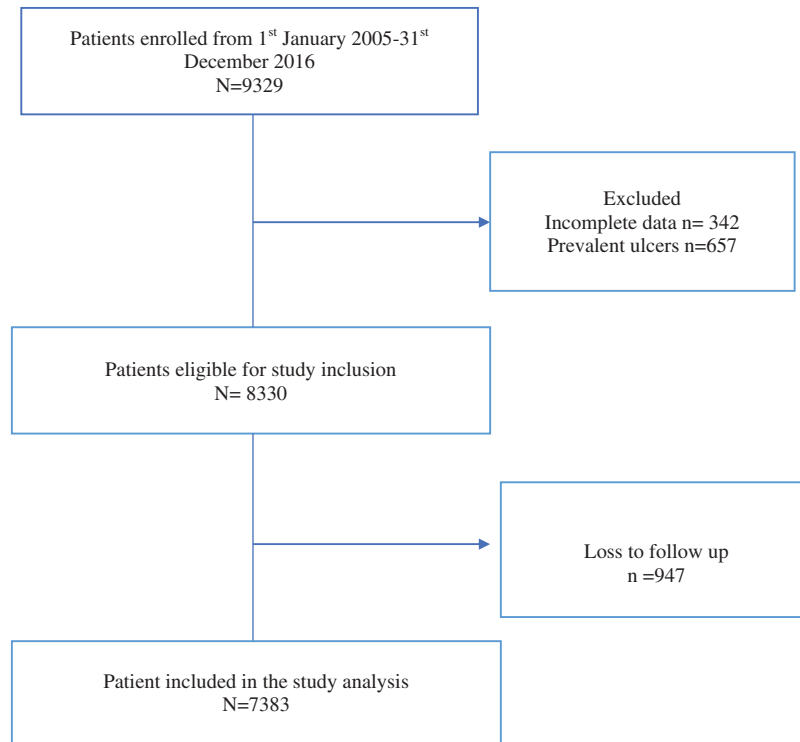 Patients enrolled from 1st January 2005-31st
December 2016
N=9329
Excluded
Incomplete data n= 342
Prevalent ulcers n=657
Patients eligible for study inclusion
N= 8330
Loss to follow up
n =947
Patient included in the study analysis
N=7383